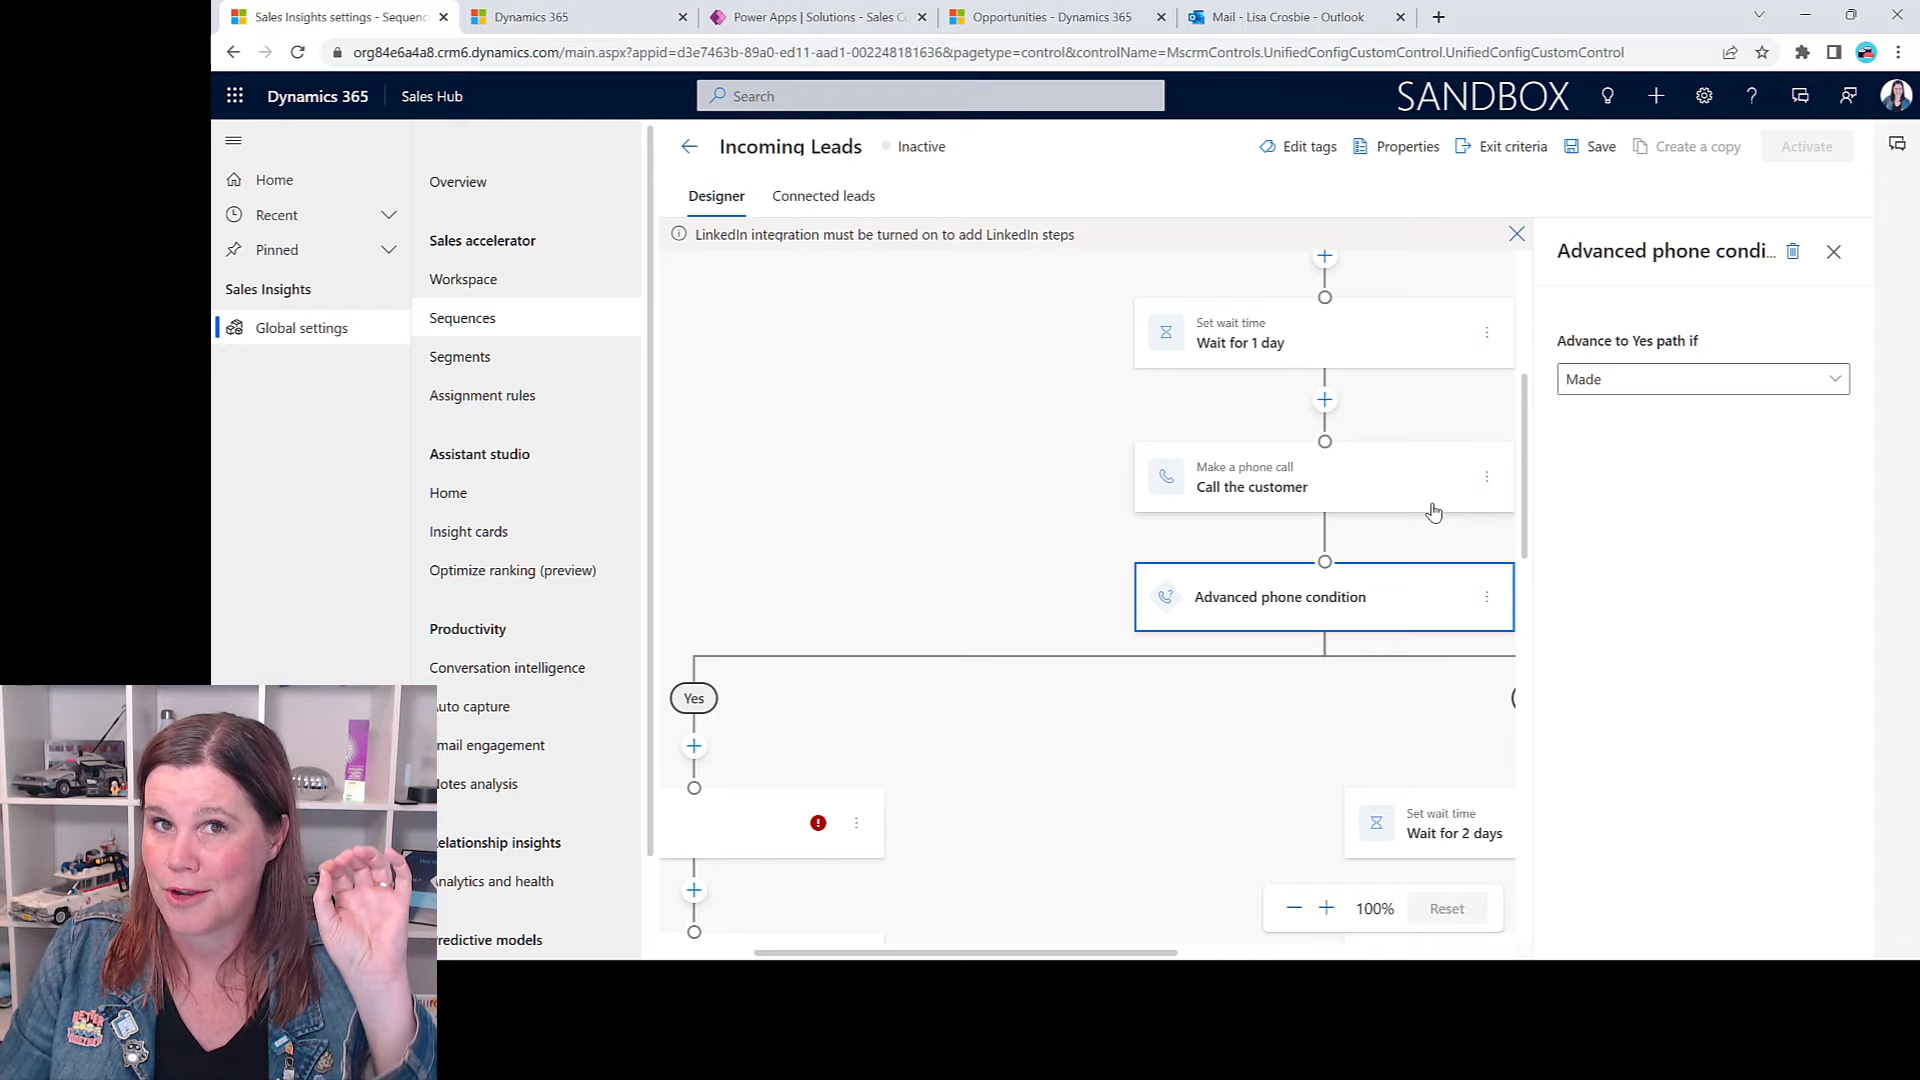 Sales Insights settings - Sequenc
Dynamics 365
Power Apps | Solutions - Sales Co
Opportunities - Dynamics 365
Mail - Lisa Crosbie - Outlook
org84e6a4a8.crm6.dynamics.com/main.aspx?appid=d3e7463b-89a0-ed11-aad1-002248181636&pagetype=control&controlName=MscrmControls.UnifiedConfigCustomControl.UnifiedConfigCustomControl
Dynamics 365
Sales Hub
Search
SANDBOX
Home
Recent
Pinned
Sales Insights
Global settings
Overview
Sales accelerator
Workspace
Sequences
Segments
Assignment rules
Assistant studio
Home
Insight cards
Optimize ranking (preview)
Productivity
Conversation intelligence
uto capture
mail engagement
otes analysis
elationship insights
nalytics and health
redictive models
Incoming Leads
Inactive
Edit tags
Properties
Exit criteria
Save
Create a copy
Activate
Designer
Connected leads
LinkedIn integration must be turned on to add LinkedIn steps
Set wait time
Wait for 1 day
Make a phone call
Call the customer
Advanced phone condition
Yes
Set wait time
Wait for 2 days
100%
Reset
Advanced phone condi...
Advance to Yes path if
Made
BETTER
TOGETHER